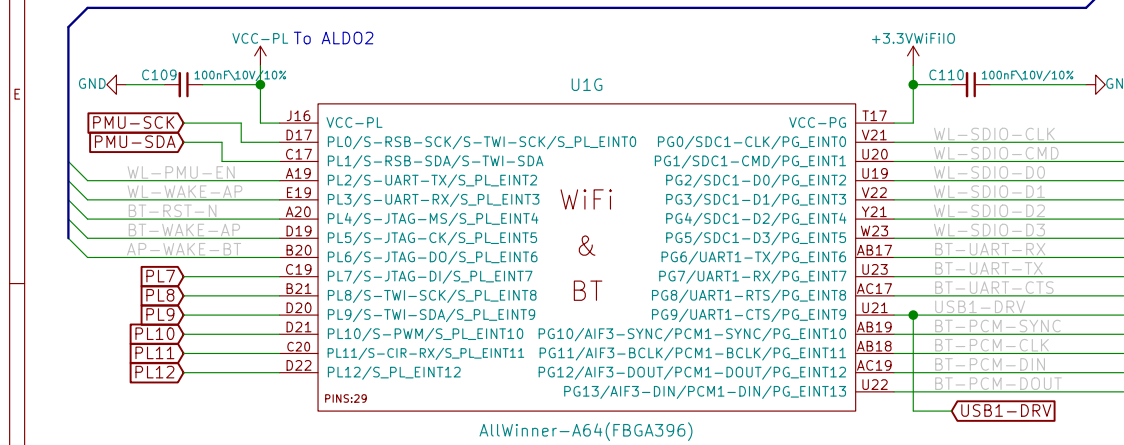 VCC-PL To ALDO2
+3.3VWiFiIO
GND C109 100nF\10V/10%
C110 100nF\10V/10% GN
E
U1G
J16 VCC-PL VCC-PG T17
PMU-SCK D17 PL0/S-RSB-SCK/S-TWI-SCK/S_PL_EINT0 PG0/SDC1-CLK/PG_EINT0 V21 WL-SDIO-CLK
PMU-SDA C17 PL1/S-RSB-SDA/S-TWI-SDA PG1/SDC1-CMD/PG_EINT1 U20 WL-SDIO-CMD
WL-PMU-EN A19 PL2/S-UART-TX/S_PL_EINT2 PG2/SDC1-D0/PG_EINT2 U19 WL-SDIO-D0
WL-WAKE-AP E19 PL3/S-UART-RX/S_PL_EINT3 PG3/SDC1-D1/PG_EINT3 V22 WL-SDIO-D1
BT-RST-N A20 PL4/S-JTAG-MS/S_PL_EINT4 PG4/SDC1-D2/PG_EINT4 Y21 WL-SDIO-D2
BT-WAKE-AP D19 PL5/S-JTAG-CK/S_PL_EINT5 PG5/SDC1-D3/PG_EINT5 W23 WL-SDIO-D3
AP-WAKE-BT B20 PL6/S-JTAG-DO/S_PL_EINT6 PG6/UART1-TX/PG_EINT6 AB17 BT-UART-RX
PL7 C19 PL7/S-JTAG-DI/S_PL_EINT7 PG7/UART1-RX/PG_EINT7 U23 BT-UART-TX
PL8 B21 PL8/S-TWI-SCK/S_PL_EINT8 PG8/UART1-RTS/PG_EINT8 AC17 BT-UART-CTS
PL9 D20 PL9/S-TWI-SDA/S_PL_EINT9 PG9/UART1-CTS/PG_EINT9 U21 USB1-DRV
PL10 D21 PL10/S-PWM/S_PL_EINT10 PG10/AIF3-SYNC/PCM1-SYNC/PG_EINT10 AB19 BT-PCM-SYNC
PL11 C20 PL11/S-CIR-RX/S_PL_EINT11 PG11/AIF3-BCLK/PCM1-BCLK/PG_EINT11 AB18 BT-PCM-CLK
PL12 D22 PL12/S_PL_EINT12 PG12/AIF3-DOUT/PCM1-DOUT/PG_EINT12 AC19 BT-PCM-DIN
PG13/AIF3-DIN/PCM1-DIN/PG_EINT13 U22 BT-PCM-DOUT
WiFi
&
BT
PINS:29
USB1-DRV
AllWinner-A64(FBGA396)